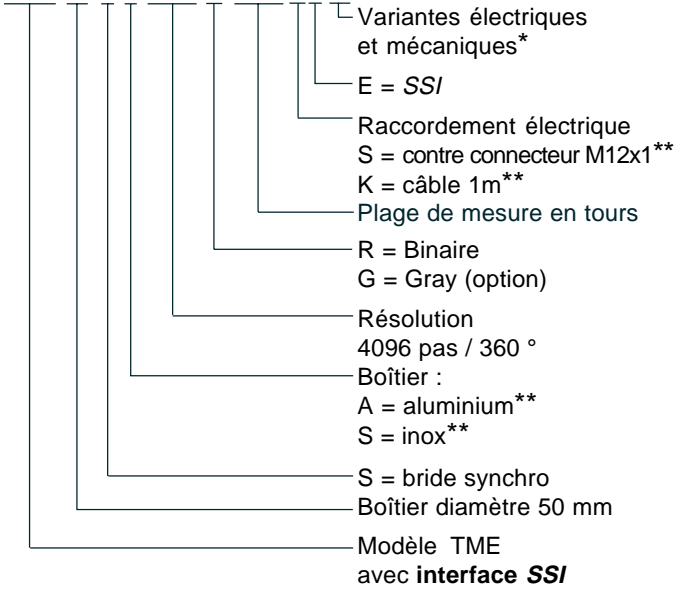 Variantes électriques
et mécaniques*
E = SSI
Raccordement électrique
S = contre connecteur M12x1**
K = câble 1m**
Plage de mesure en tours
R = Binaire
G = Gray (option)
Résolution
4096 pas / 360 °
Boîtier :
A = aluminium**
S = inox**
S = bride synchro
Boîtier diamètre 50 mm
Modèle TME
avec interface SSI